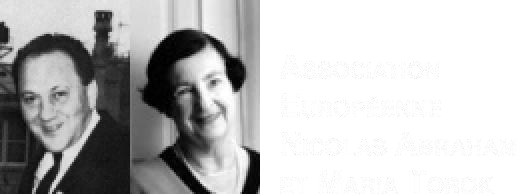 Association
Européenne
Nicolas Abraham
et Maria Torok